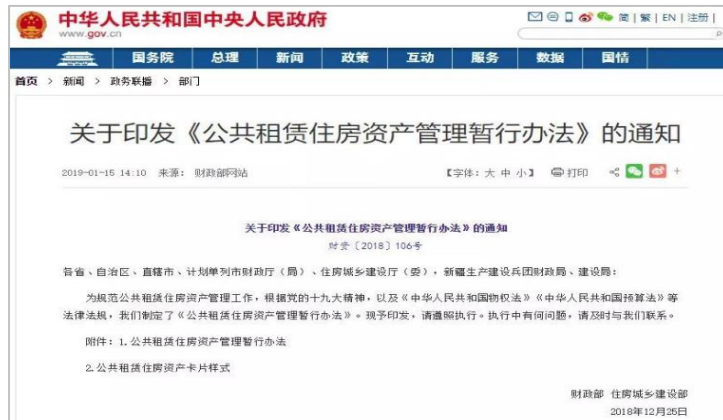 中华人民共和国中央人民政府
www.gov.cn
简 | 繁 | EN | 注册 |
国务院 总理 新闻 政策 互动 服务 数据 国情
首页 > 新闻 > 政务联播 > 部门
关于印发《公共租赁住房资产管理暂行办法》的通知
2019-01-15 14:10 来源： 财政部网站 【字体：大 中 小】 打印 +
关于印发《公共租赁住房资产管理暂行办法》的通知
财资〔2018〕106号
各省、自治区、直辖市、计划单列市财政厅（局）、住房城乡建设厅（委），新疆生产建设兵团财政局、建设局：
为规范公共租赁住房资产管理工作，根据党的十九大精神，以及《中华人民共和国物权法》《中华人民共和国预算法》等
法律法规，我们制定了《公共租赁住房资产管理暂行办法》。现予印发，请遵照执行。执行中有何问题，请及时与我们联系。
附件：1.公共租赁住房资产管理暂行办法
2.公共租赁住房资产卡片样式
财政部 住房城乡建设部
2018年12月25日